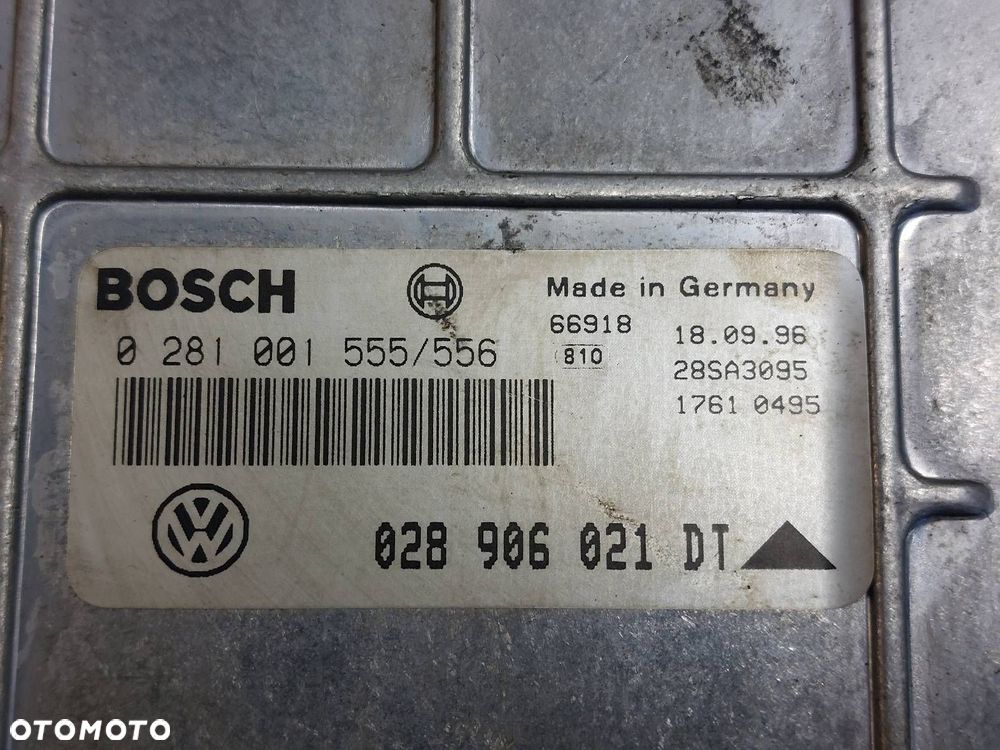 BOSCH
Made in Germany
0 281 001 555/556
66918
810
18.09.96
28SA3095
1761 0495
VW
028 906 021 DT
OTOMOTO